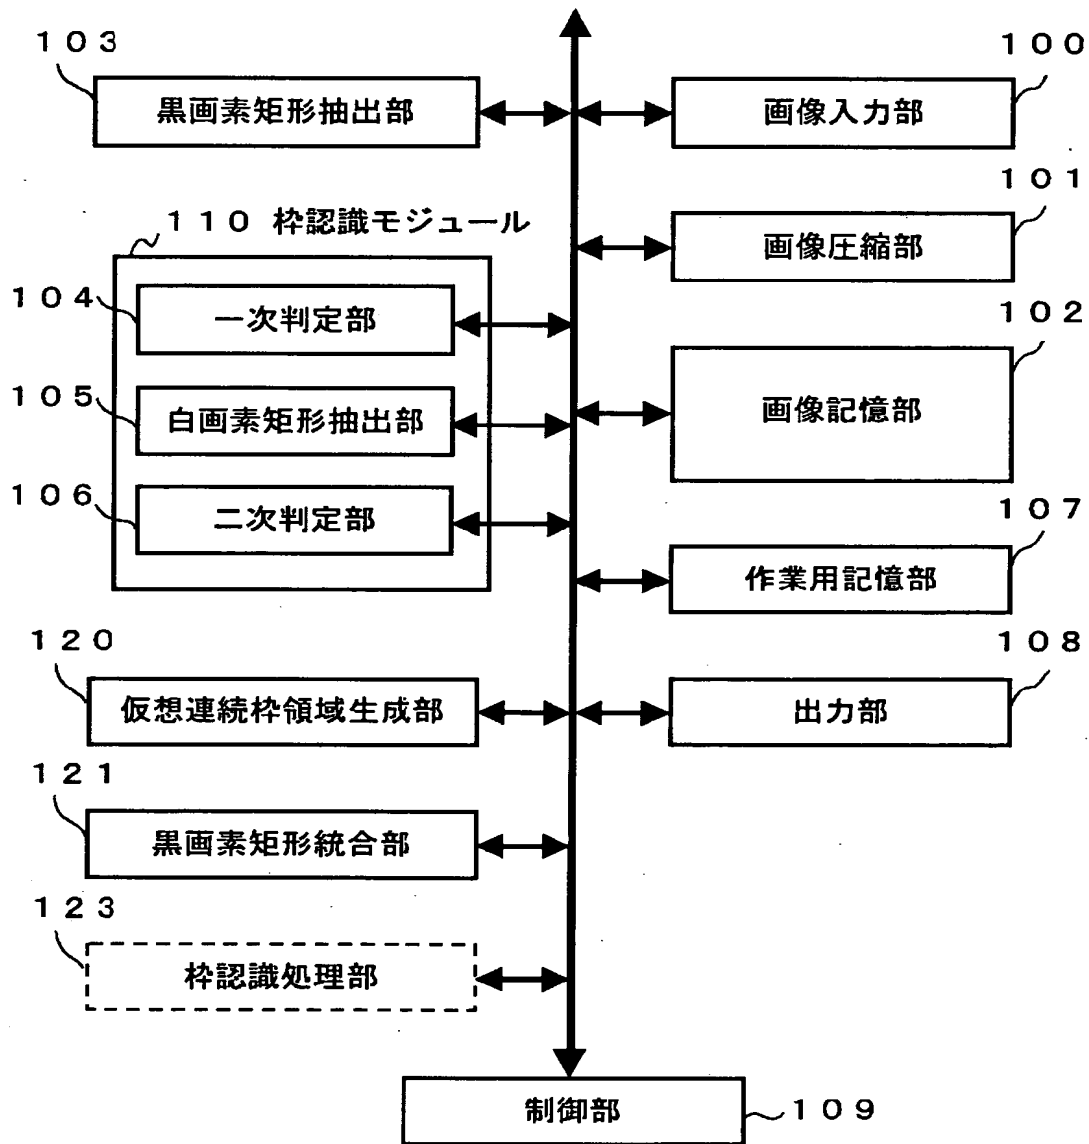 １０３
黒画素矩形抽出部
１００
画像入力部
１０１
画像圧縮部
１１０ 枠認識モジュール
１０４
一次判定部
１０２
画像記憶部
１０５
白画素矩形抽出部
１０６
二次判定部
１０７
作業用記憶部
１２０
仮想連続枠領域生成部
１０８
出力部
１２１
黒画素矩形統合部
１２３
枠認識処理部
制御部
１０９